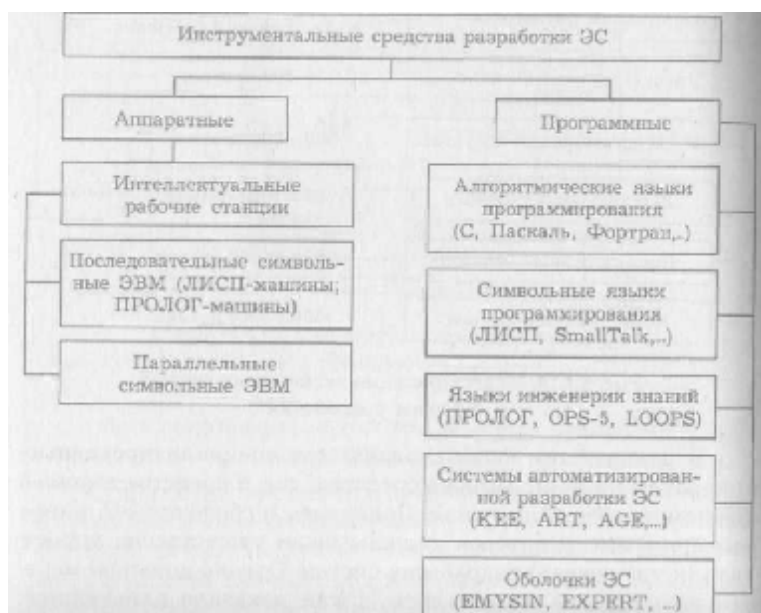 Инструментальные средства разработки ЭС
Аппаратные
Интеллектуальные
рабочие станции
Последовательные символь-
ные ЭВМ (ЛИСП-машины;
ПРОЛОГ-машины)
Параллельные
символьные ЭВМ
Программные
Алгоритмические языки
программирования
(С, Паскаль, Фортран,..)
Символьные языки
программирования
(ЛИСП, SmallTalk,..)
Языки инженерии знаний
(ПРОЛОГ, OPS-5, LOOPS)
Системы автоматизирован-
ной разработки ЭС
(KEE, ART, AGE,...)
Оболочки ЭС
(EMYSIN, EXPERT, ...)